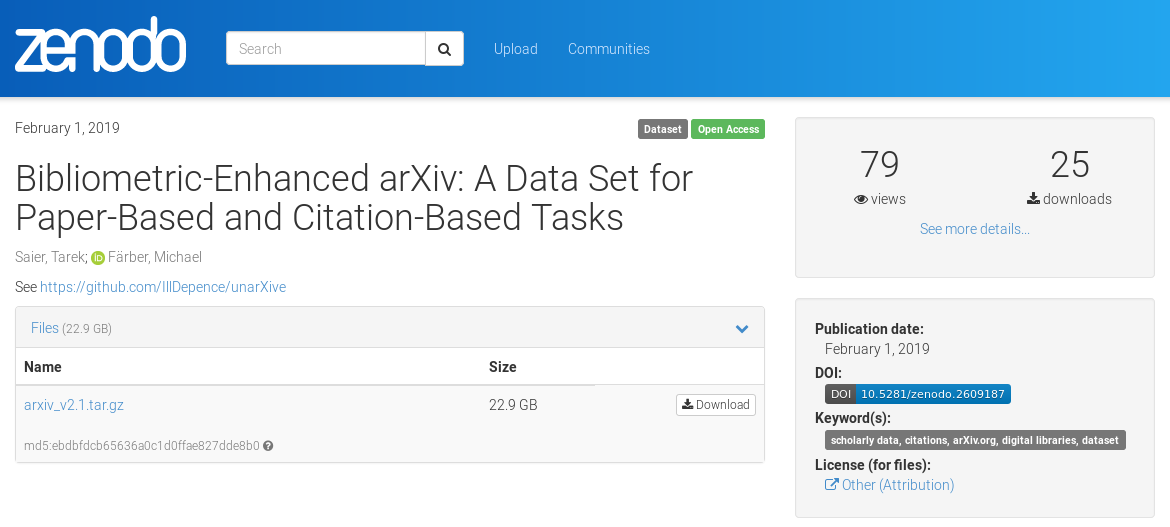 zenodo
Search
Upload
Communities
February 1, 2019
Dataset
Open Access
Bibliometric-Enhanced arXiv: A Data Set for
Paper-Based and Citation-Based Tasks
Saier, Tarek; iD Färber, Michael
See https://github.com/IllDepence/unarXive
Files (22.9 GB)
Name Size
arxiv_v2.1.tar.gz 22.9 GB Download
md5:ebdbfdcb65636a0c1d0ffae827dde8b0
79 25
views downloads
See more details...
Publication date:
February 1, 2019
DOI:
DOI 10.5281/zenodo.2609187
Keyword(s):
scholarly data, citations, arXiv.org, digital libraries, dataset
License (for files):
Other (Attribution)